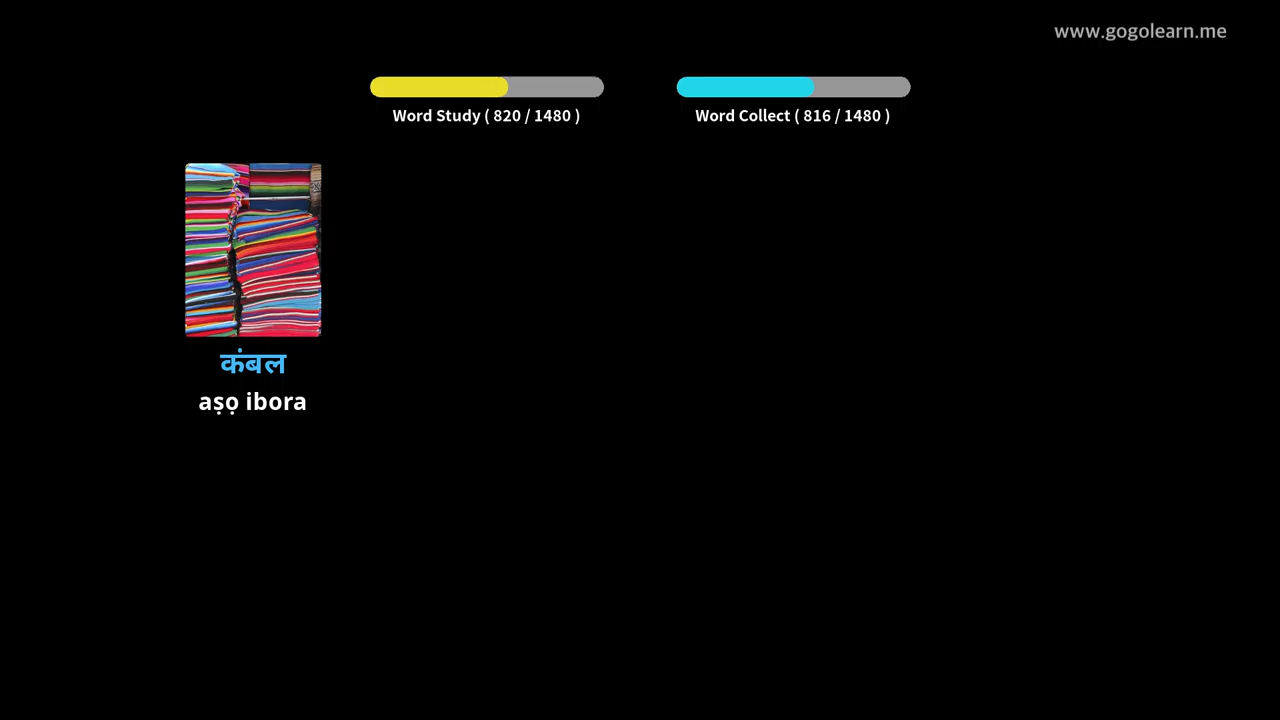 www.gogolearn.me
Word Study ( 820 / 1480 )
Word Collect ( 816 / 1480 )
कंबल
aṣọ ibora